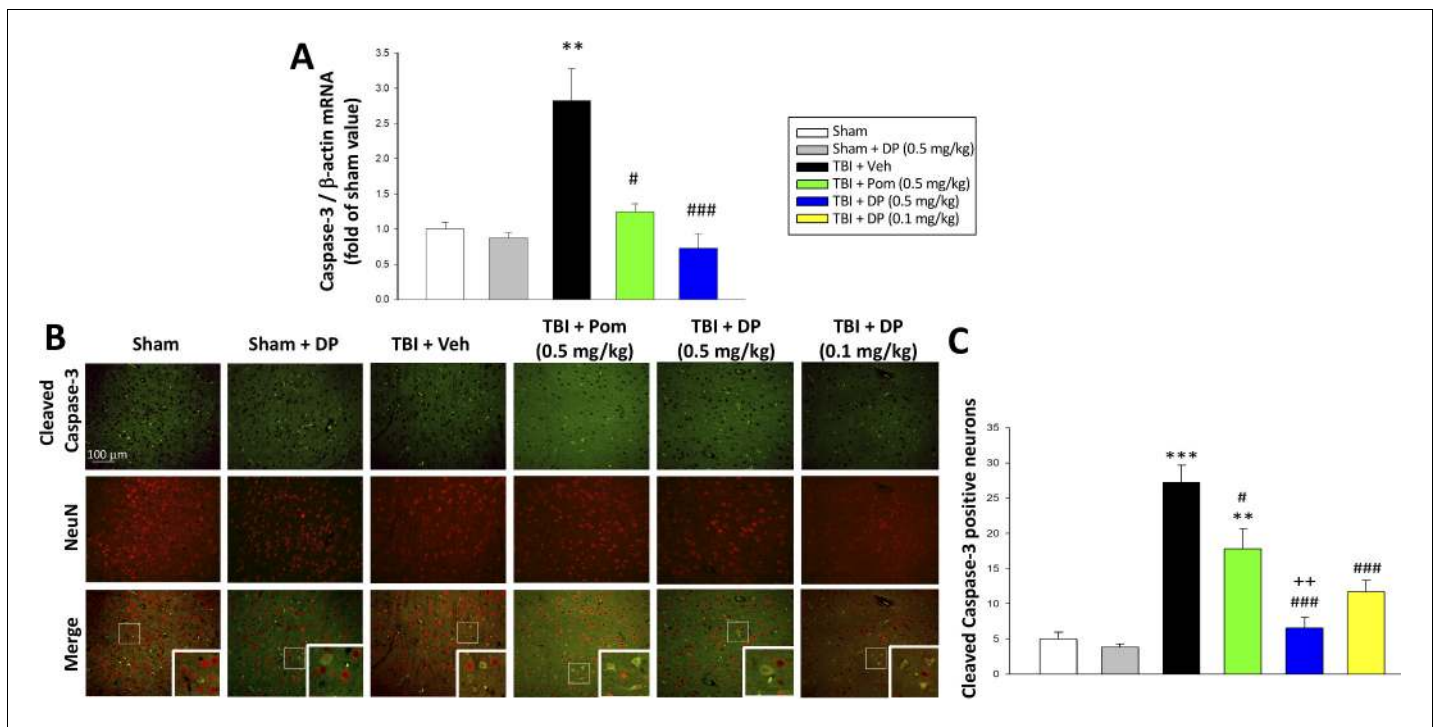 A
Caspase-3 / β-actin mRNA
(fold of sham value)
3.5
3.0
2.5
2.0
1.5
1.0
0.5
0.0
**
#
###
Sham
Sham + DP (0.5 mg/kg)
TBI + Veh
TBI + Pom (0.5 mg/kg)
TBI + DP (0.5 mg/kg)
TBI + DP (0.1 mg/kg)
B
Sham
Sham + DP
TBI + Veh
TBI + Pom
(0.5 mg/kg)
TBI + DP
(0.5 mg/kg)
TBI + DP
(0.1 mg/kg)
Cleaved
Caspase-3
100 µm
NeuN
Merge
C
Cleaved Caspase-3 positive neurons
35
30
25
20
15
10
5
0
***
#
**
++
###
###